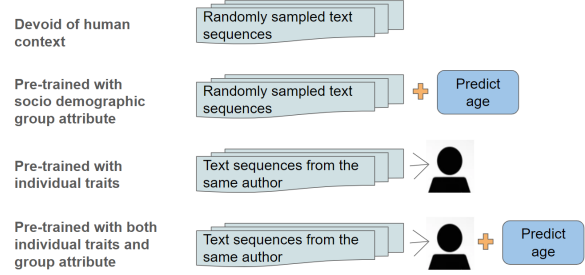 Devoid of human
context
Randomly sampled text
sequences
Pre-trained with
socio demographic
group attribute
Randomly sampled text
sequences
Predict
age
Pre-trained with
individual traits
Text sequences from the
same author
Pre-trained with both
individual traits and
group attribute
Text sequences from the
same author
Predict
age